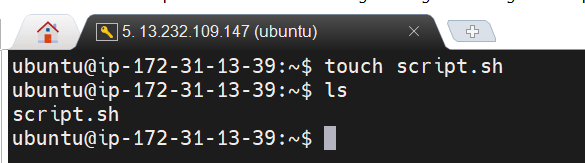 5. 13.232.109.147 (ubuntu)
ubuntu@ip-172-31-13-39:~$ touch script.sh
ubuntu@ip-172-31-13-39:~$ ls
script.sh
ubuntu@ip-172-31-13-39:~$